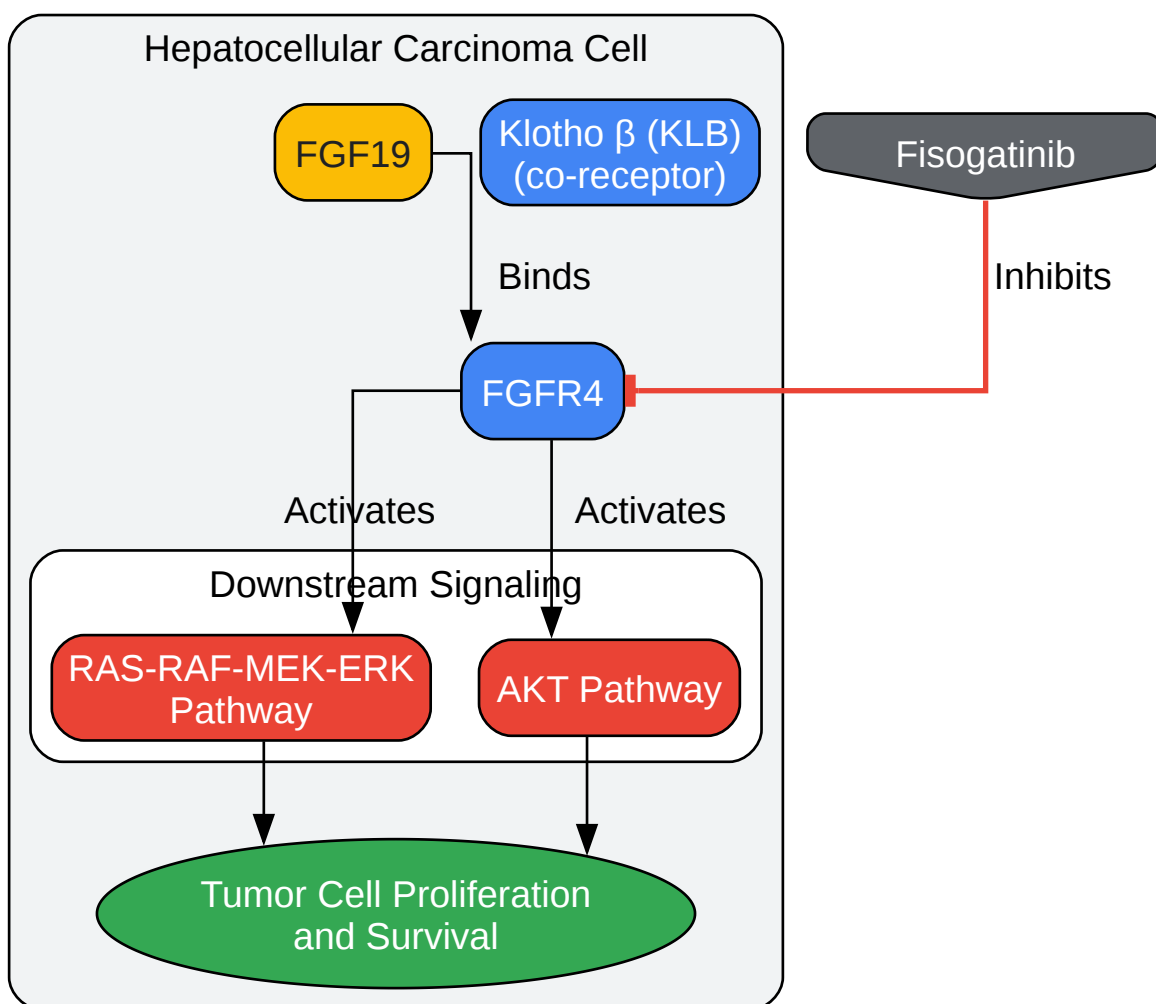 Hepatocellular Carcinoma Cell
FGF19
Klotho β (KLB)
(co-receptor)
Fisogatinib
Binds
Inhibits
FGFR4
Activates
Activates
Downstream Signaling
RAS-RAF-MEK-ERK
Pathway
AKT Pathway
Tumor Cell Proliferation
and Survival